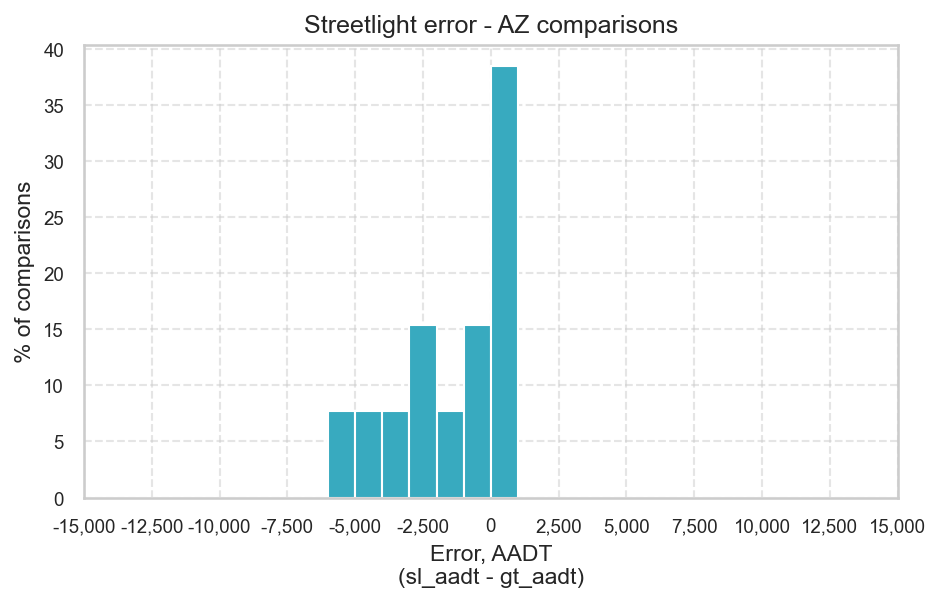 Streetlight error - AZ comparisons
40
35
30
25
20
15
10
5
0
% of comparisons
-15,000 -12,500 -10,000 -7,500 -5,000 -2,500 0 2,500 5,000 7,500 10,000 12,500 15,000
Error, AADT
(sl_aadt - gt_aadt)